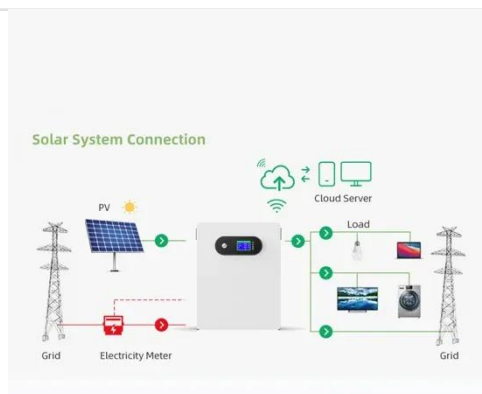 Solar System Connection
Cloud Server
PV
Load
Grid
Electricity Meter
Grid